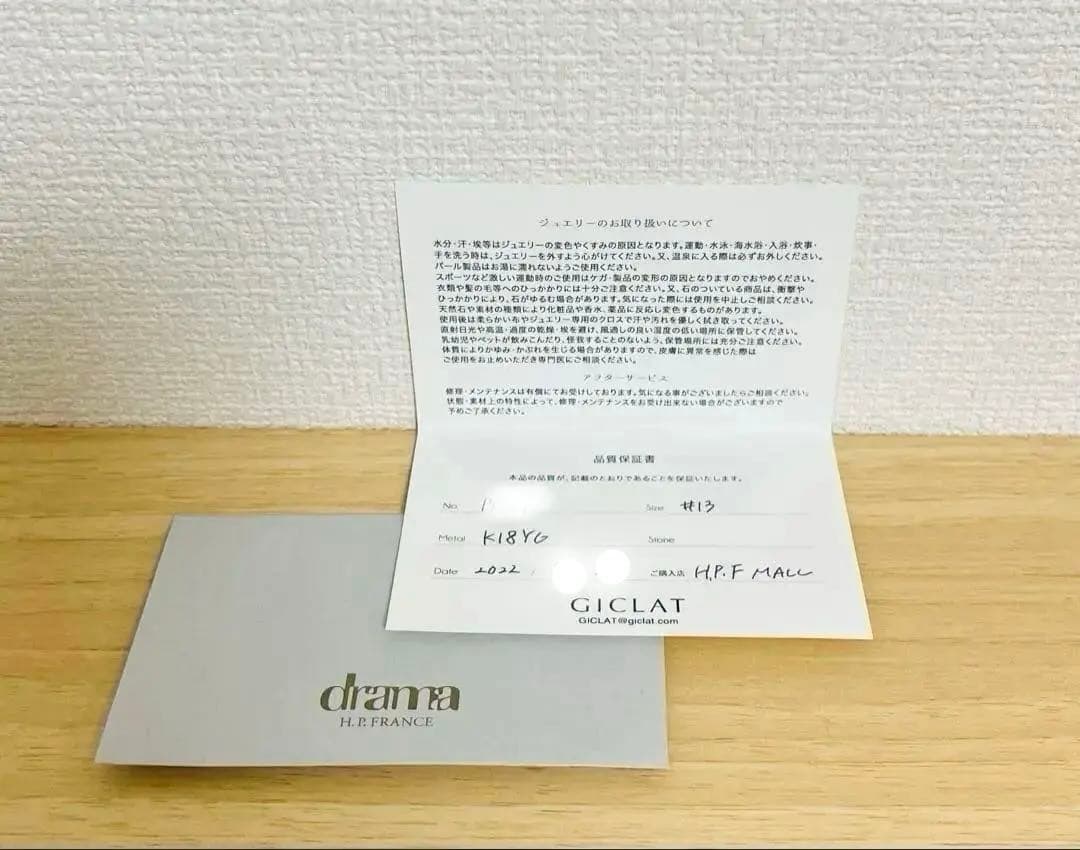 ジュエリーのお取り扱いについて
水分・汗・埃等はジュエリーの変色やくすみの原因となります。運動・水泳・海水浴・入浴・炊事・
手を洗う時は、ジュエリーを外すよう心がけてください。又、温泉に入る際は必ずお外しください。
パール製品はお湯に濡れないようご使用ください。
スポーツなど激しい運動時のご使用はケガ・製品の変形の原因となりますのでおやめください。
衣類や髪の毛等へのひっかかりには十分ご注意ください。又、石のついている商品は、衝撃や
ひっかかりにより、石がゆるむ場合があります。気になった際には使用を中止しご相談ください。
天然石や素材の種類により化粧品や香水、薬品に反応し変色するものがあります。
使用後は柔らかい布やジュエリー専用のクロスで汗や汚れを優しく拭き取ってください。
直射日光や高温・過度の乾燥・埃を避け、風通しの良い湿度の低い場所に保管してください。
乳幼児やペットが飲みこんだり、怪我することのないよう、保管場所には充分ご注意ください。
体質によりかゆみ・かぶれを生じる場合がありますので、皮膚に異常を感じた際は
ご使用をお止めいただき専門医にご相談ください。
アフターサービス
修理・メンテナンスは有償にてお受けしております。気になる事がございましたらご相談ください。
状態・素材上の特性によって、修理・メンテナンスをお受け出来ない場合がございますので
予めご了承ください。
品質保証書
本品の品質が、記載のとおりであることを保証いたします。
No. Size #13
Metal K18YG Stone
Date 2022 / ご購入店 H.P.F MALL
GICLAT
GiCLAT@giclat.com
drama
H.P.FRANCE